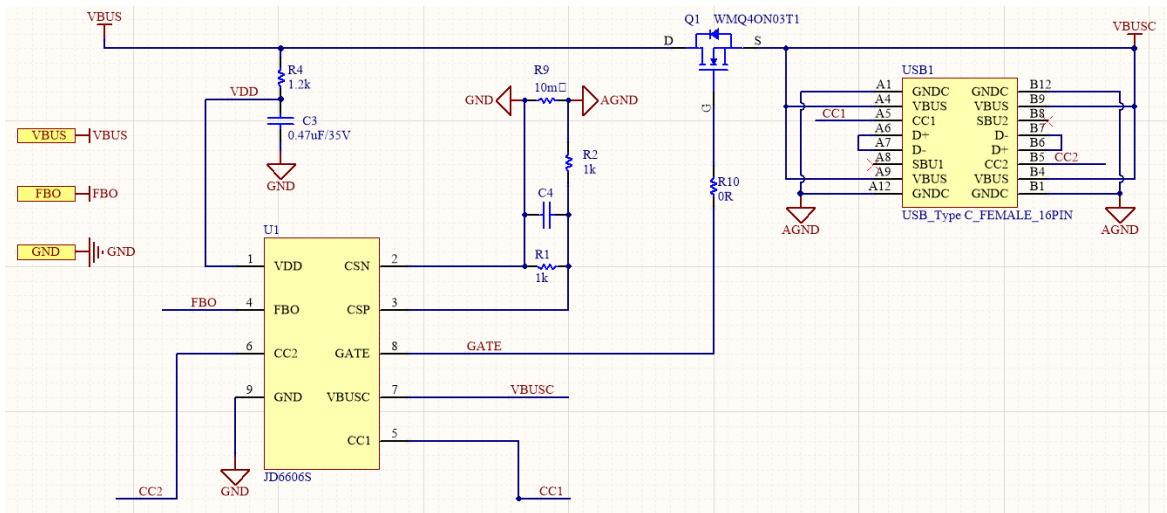 VBUS
Q1 WMQ4ON03T1
VBUSC
D
S
R4
1.2k
R9
10m□
USB1
VDD
GND
AGND
C3
0.47uF/35V
G
GND
VBUS VBUS
R2
1k
FBO FBO
C4
R10
0R
GND GND
R1
1k
A1 GNDC GNDC B12
A4 VBUS VBUS B9
CC1 A5 CC1 SBU2 B8
A6 D+ D- B7
A7 D- D+ B6
A8 SBU1 CC2 B5 CC2
A9 VBUS VBUS B4
A12 GNDC GNDC B1
USB_Type C_FEMALE_16PIN
AGND
AGND
U1
1 VDD CSN 2
FBO 4 FBO CSP 3
6 CC2 GATE 8 GATE
9 GND VBUSC 7 VBUSC
CC1 5
JD6606S
GND
CC2
CC1